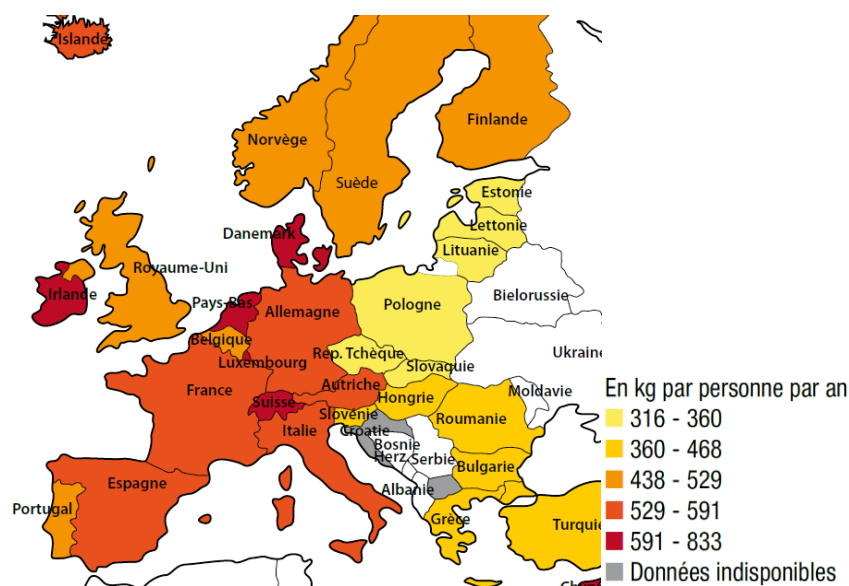 Islande
Norvège
Finlande
Suède
Estonie
Lettonie
Lituanie
Danemark
Royaume-Uni
Irlande
Pays-Bas
Allemagne
Pologne
Bielorussie
Belgique
Luxembourg
Rep. Tchèque
Slovaquie
Ukraine
France
Suisse
Autriche
Hongrie
Moldavie
Slovénie
Croatie
Roumanie
Italie
Bosnie
Herz.
Serbie
Bulgarie
Espagne
Portugal
Albanie
Grèce
Turquie
En kg par personne par an
316 - 360
360 - 468
438 - 529
529 - 591
591 - 833
Données indisponibles